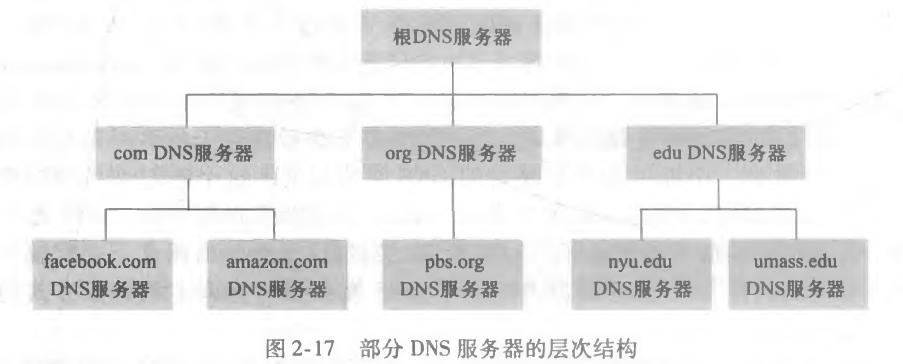 根DNS服务器
com DNS服务器
org DNS服务器
edu DNS服务器
facebook.com
DNS服务器
amazon.com
DNS服务器
pbs.org
DNS服务器
nyu.edu
DNS服务器
umass.edu
DNS服务器
图 2-17 部分 DNS 服务器的层次结构